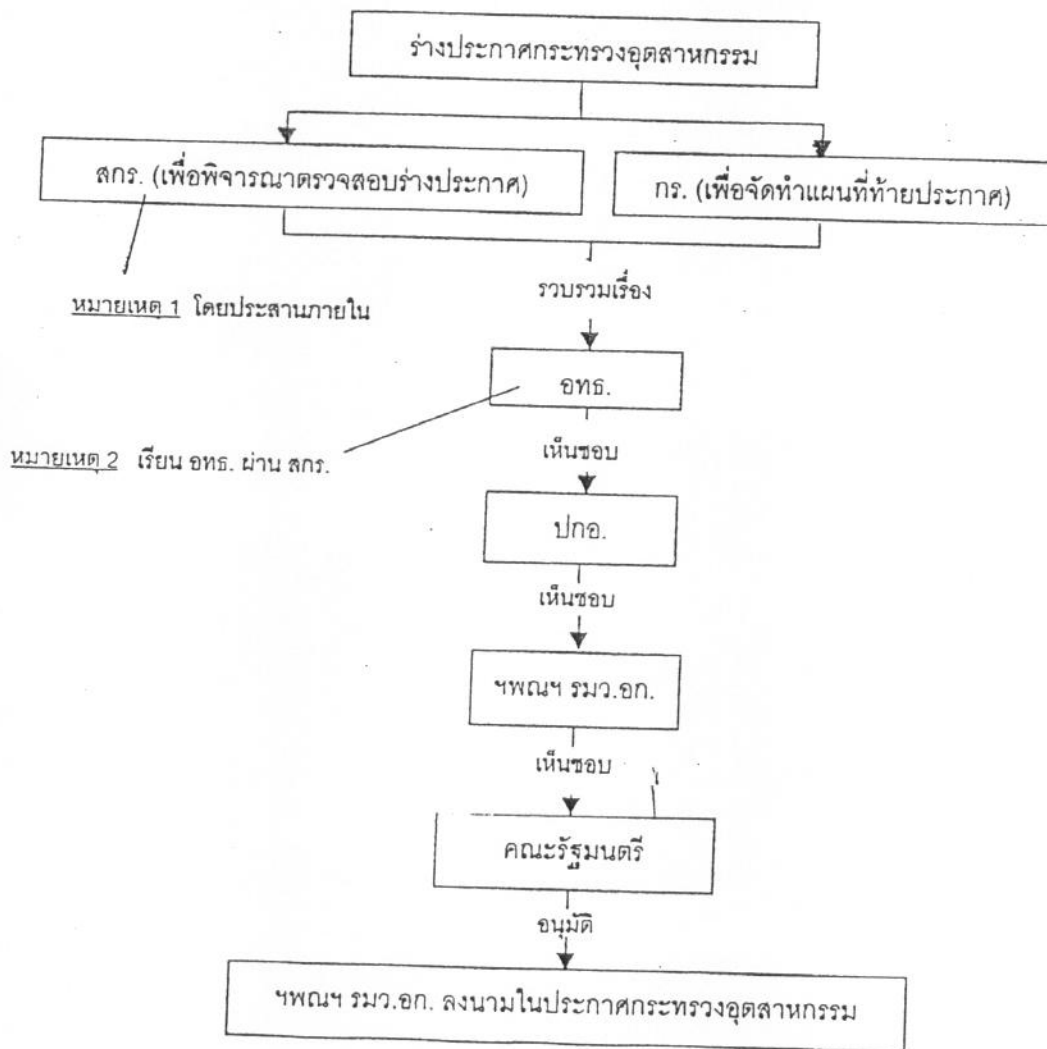 ร่างประกาศกระทรวงอุตสาหกรรม
สกร. (เพื่อพิจารณาตรวจสอบร่างประกาศ)
กร. (เพื่อจัดทำแผนที่ท้ายประกาศ)
รวบรวมเรื่อง
หมายเหตุ 1 โดยประสานภายใน
อทธ.
เห็นชอบ
หมายเหตุ 2 เรียน อทธ. ผ่าน สกร.
ปกอ.
เห็นชอบ
ฯพณฯ รมว.อก.
เห็นชอบ
คณะรัฐมนตรี
อนุมัติ
ฯพณฯ รมว.อก. ลงนามในประกาศกระทรวงอุตสาหกรรม